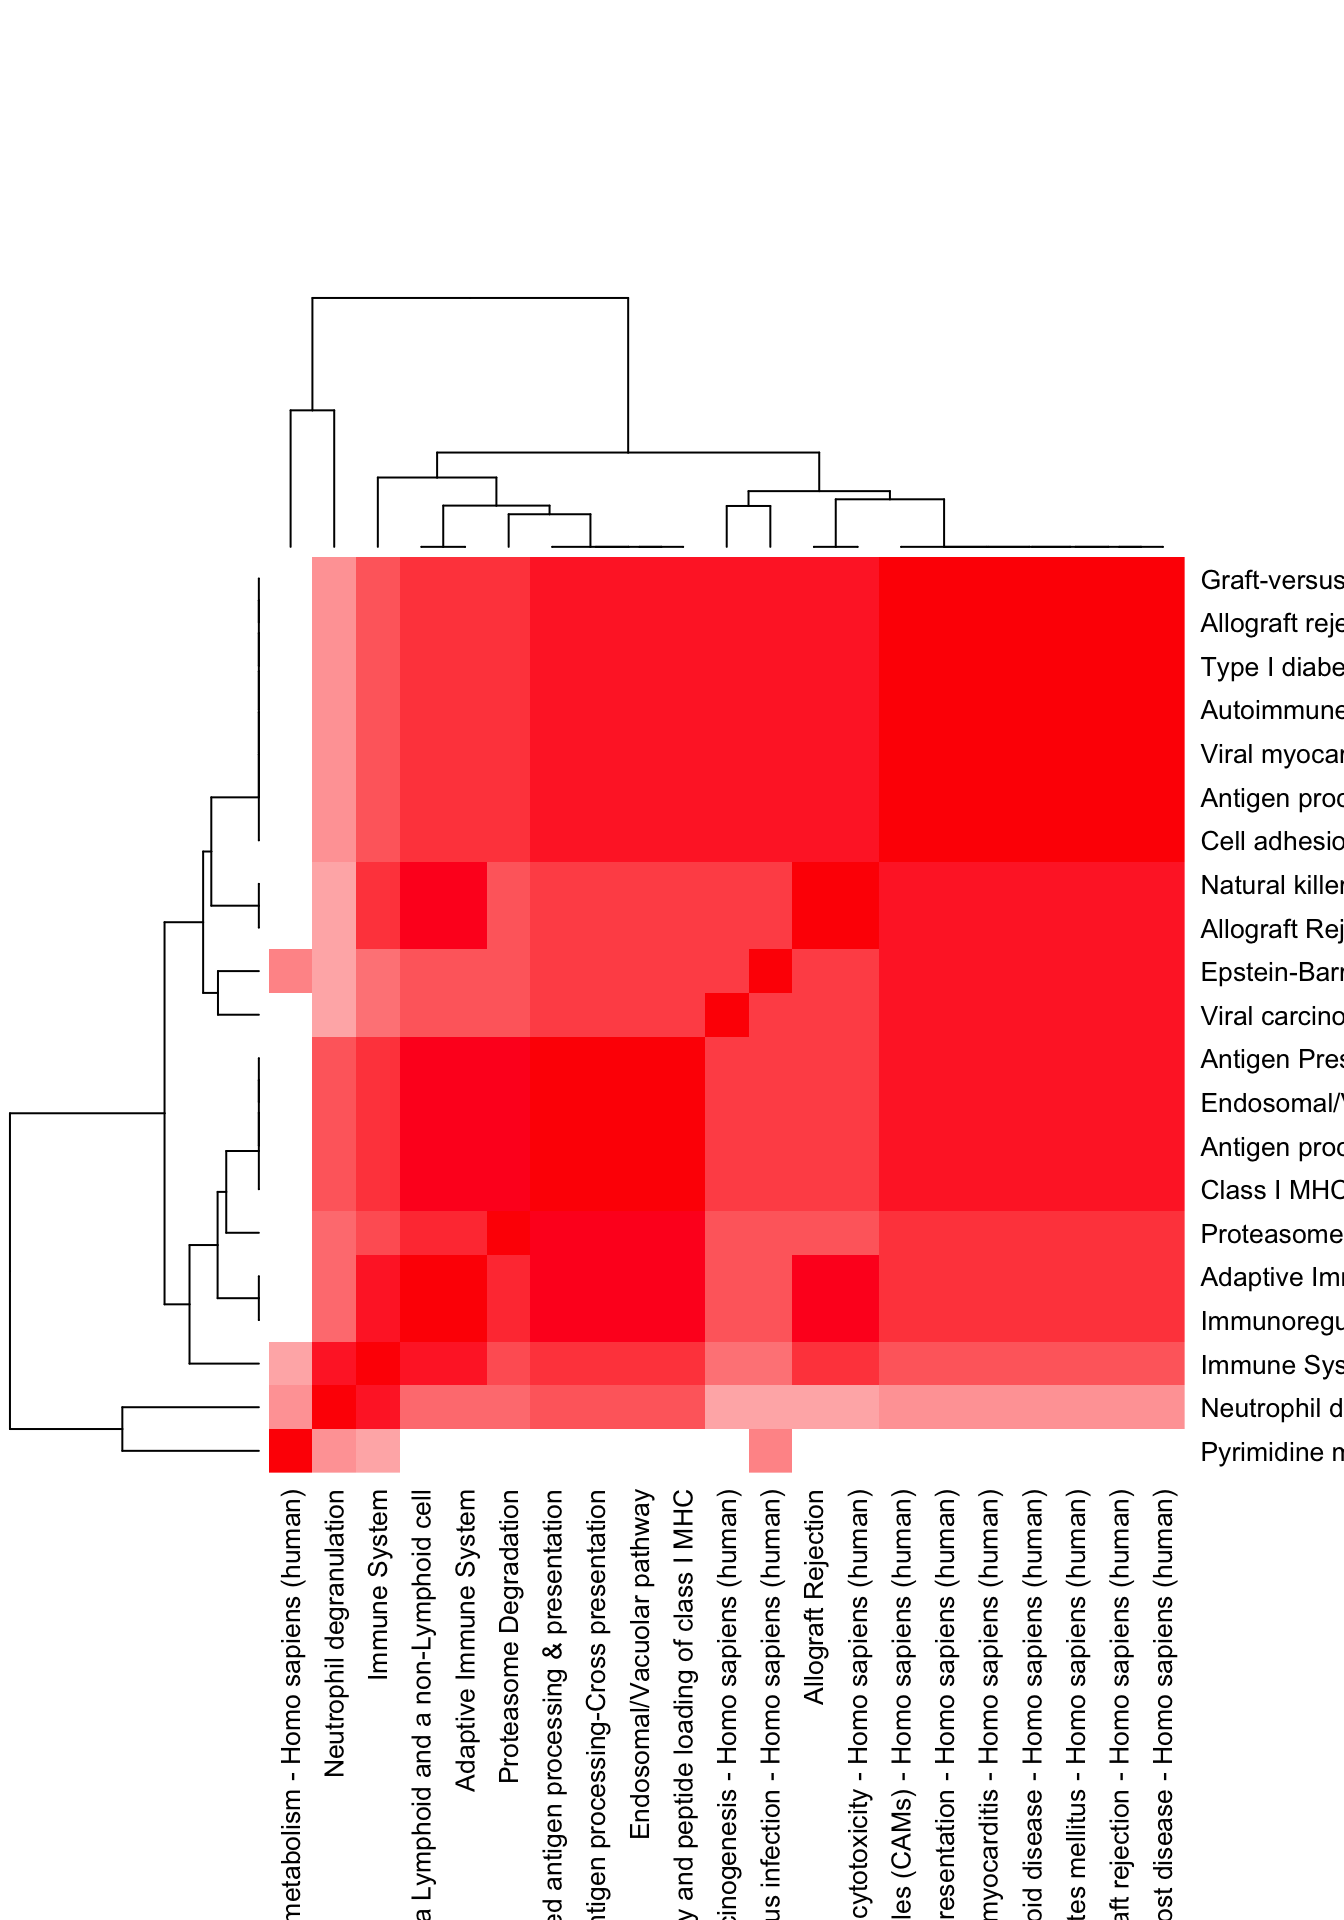 Graft-versus
Allograft reje
Type I diabe
Autoimmune
Viral myocar
Antigen proc
Cell adhesio
Natural killer
Allograft Rej
Epstein-Barr
Viral carcino
Antigen Pres
Endosomal/V
Antigen proc
Class I MHC
Proteasome
Adaptive Imm
Immunoregu
Immune Sys
Neutrophil d
Pyrimidine m
metabolism - Homo sapiens (human)
Neutrophil degranulation
Immune System
a Lymphoid and a non-Lymphoid cell
Adaptive Immune System
Proteasome Degradation
ed antigen processing & presentation
ntigen processing-Cross presentation
Endosomal/Vacuolar pathway
y and peptide loading of class I MHC
cinogenesis - Homo sapiens (human)
us infection - Homo sapiens (human)
Allograft Rejection
cytotoxicity - Homo sapiens (human)
les (CAMs) - Homo sapiens (human)
resentation - Homo sapiens (human)
myocarditis - Homo sapiens (human)
oid disease - Homo sapiens (human)
tes mellitus - Homo sapiens (human)
aft rejection - Homo sapiens (human)
ost disease - Homo sapiens (human)